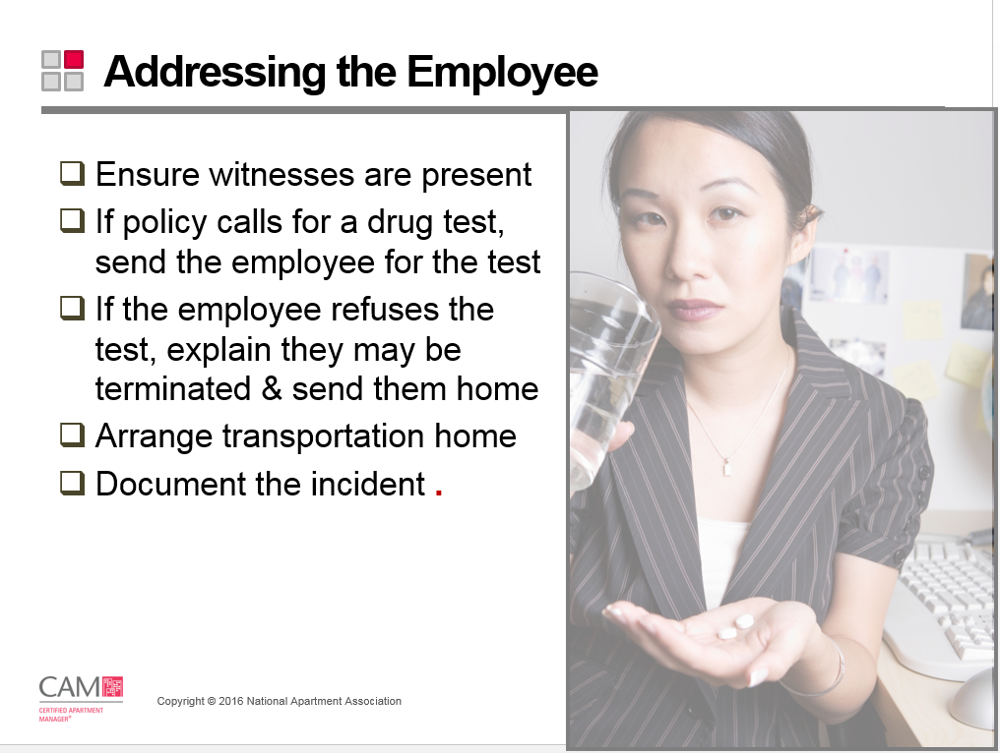 Addressing the Employee
Ensure witnesses are present
If policy calls for a drug test,
send the employee for the test
If the employee refuses the
test, explain they may be
terminated & send them home
Arrange transportation home
Document the incident .
CAM
CERTIFIED APARTMENT
MANAGER®
Copyright © 2016 National Apartment Association